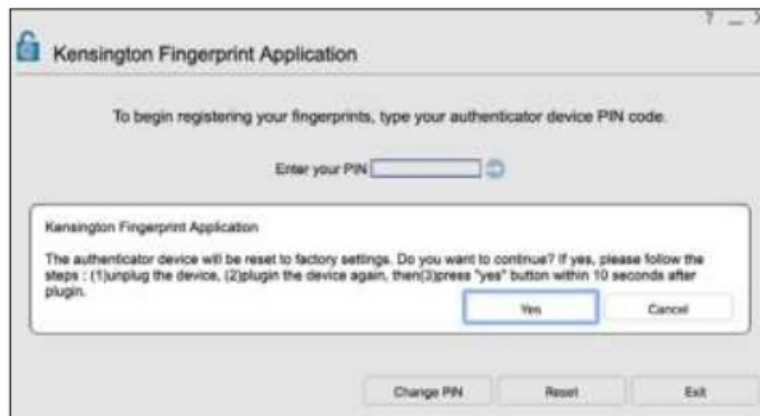 ? _ X
Kensington Fingerprint Application
To begin registering your fingerprints, type your authenticator device PIN code.
Enter your PIN
Kensington Fingerprint Application
The authenticator device will be reset to factory settings. Do you want to continue? If yes, please follow the
steps : (1)unplug the device, (2)plugin the device again, then(3)press "yes" button within 10 seconds after
plugin.
Yes Cancel
Change PIN Reset Exit